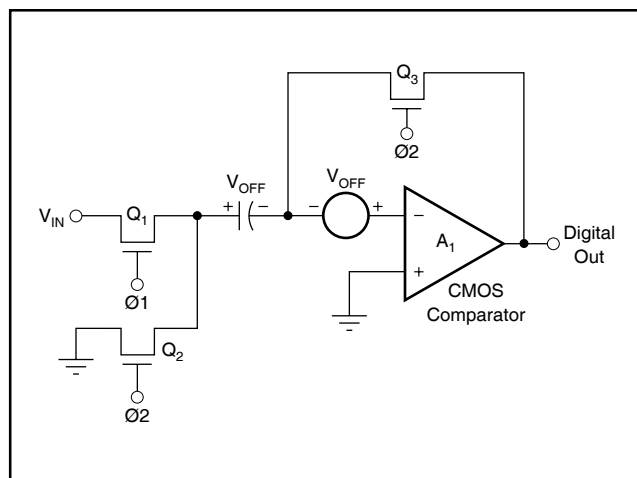 Q3
Ø2
VOFF
+ −
VOFF
− +
VIN
Q1
Ø1
Q2
Ø2
−
A1
+
CMOS
Comparator
Digital
Out